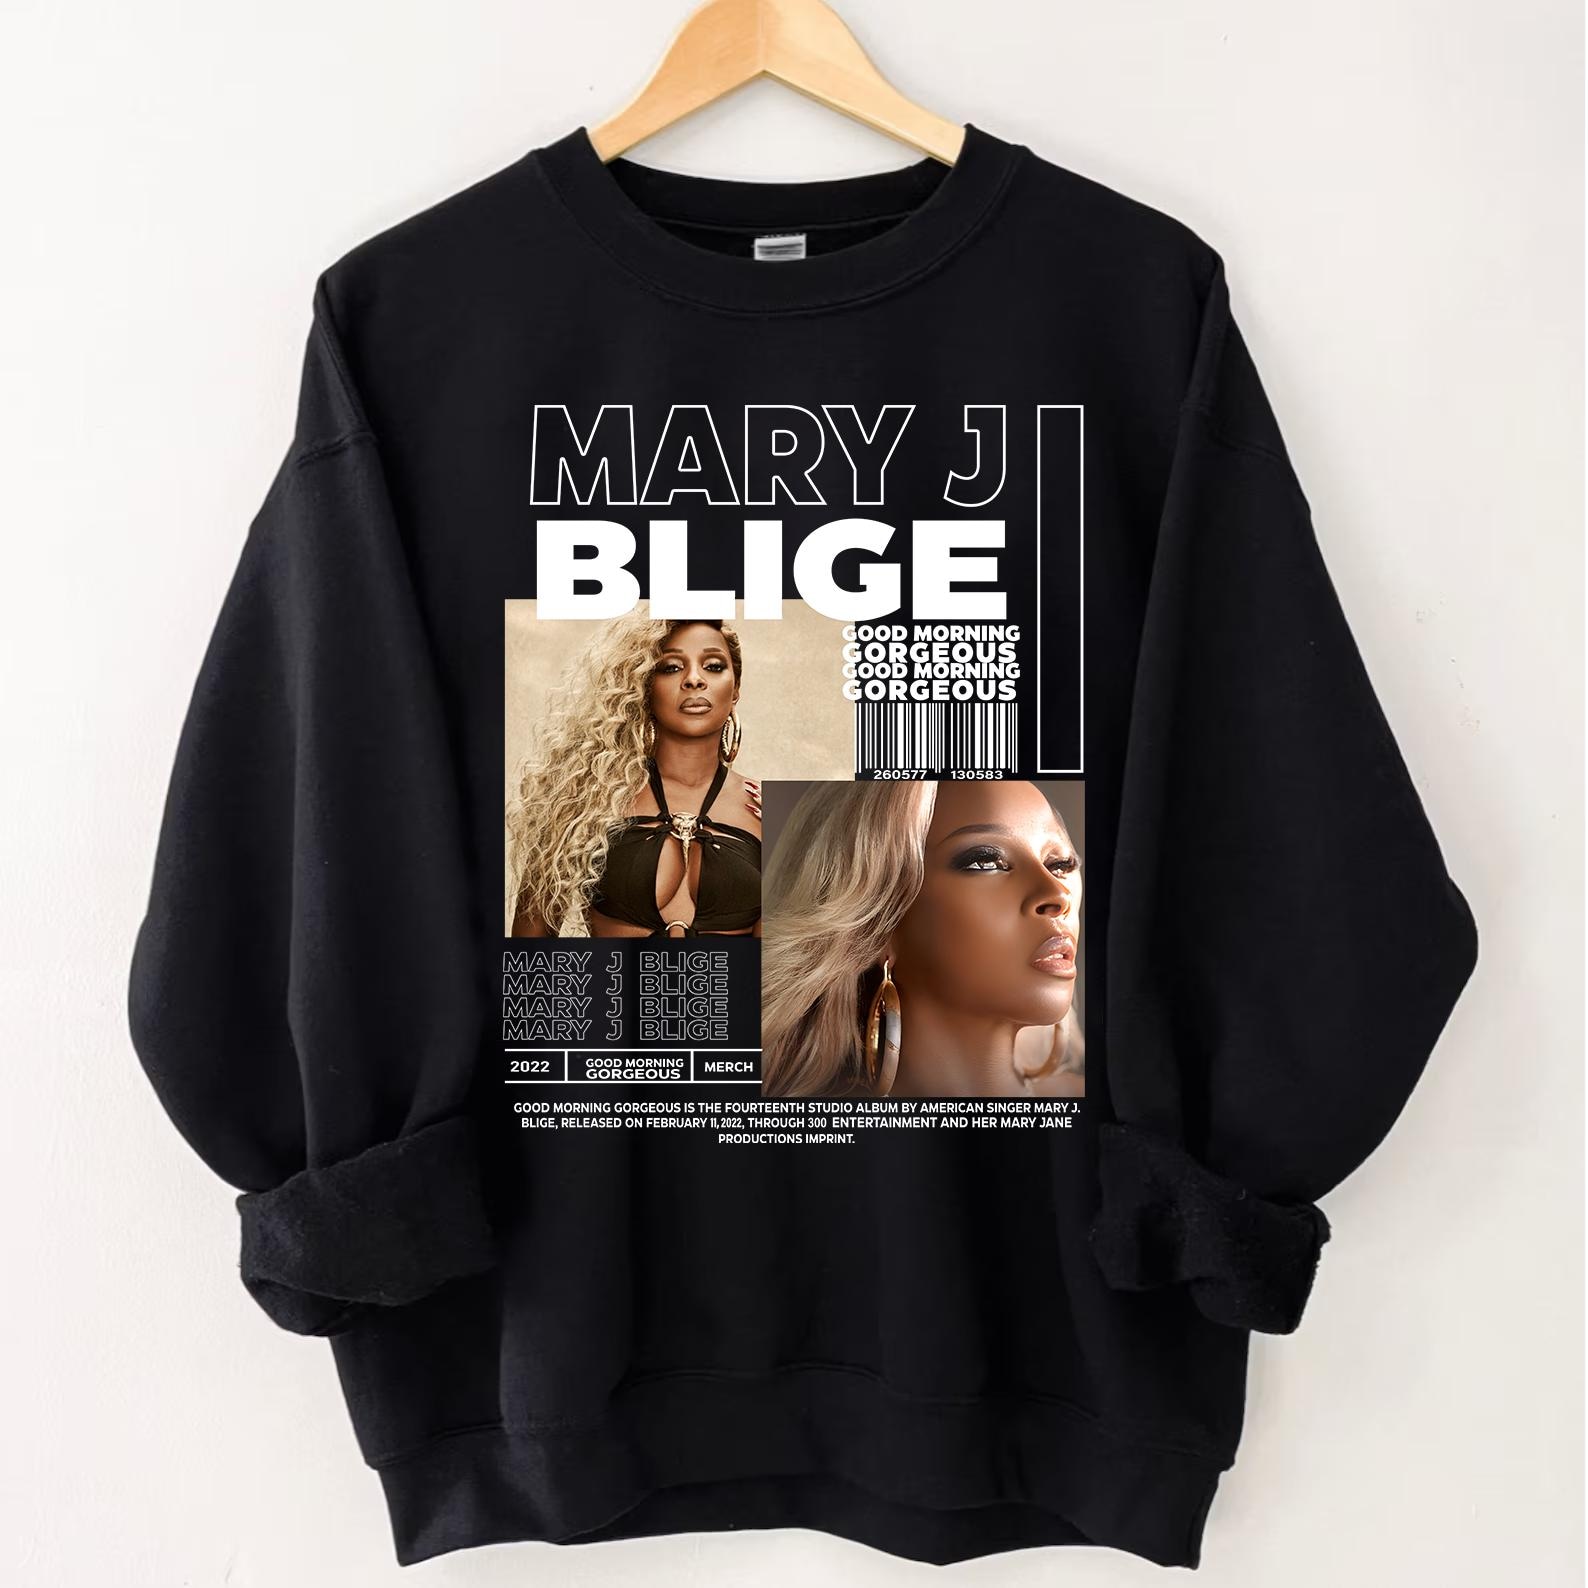 MARY J
BLIGE
GOOD MORNING
GORGEOUS
GOOD MORNING
GORGEOUS
260577 130583
MARY J BLIGE
MARY J BLIGE
MARY J BLIGE
MARY J BLIGE
2022
GOOD MORNING
GORGEOUS
MERCH
GOOD MORNING GORGEOUS IS THE FOURTEENTH STUDIO ALBUM BY AMERICAN SINGER MARY J.
BLIGE, RELEASED ON FEBRUARY 11, 2022, THROUGH 300 ENTERTAINMENT AND HER MARY JANE
PRODUCTIONS IMPRINT.